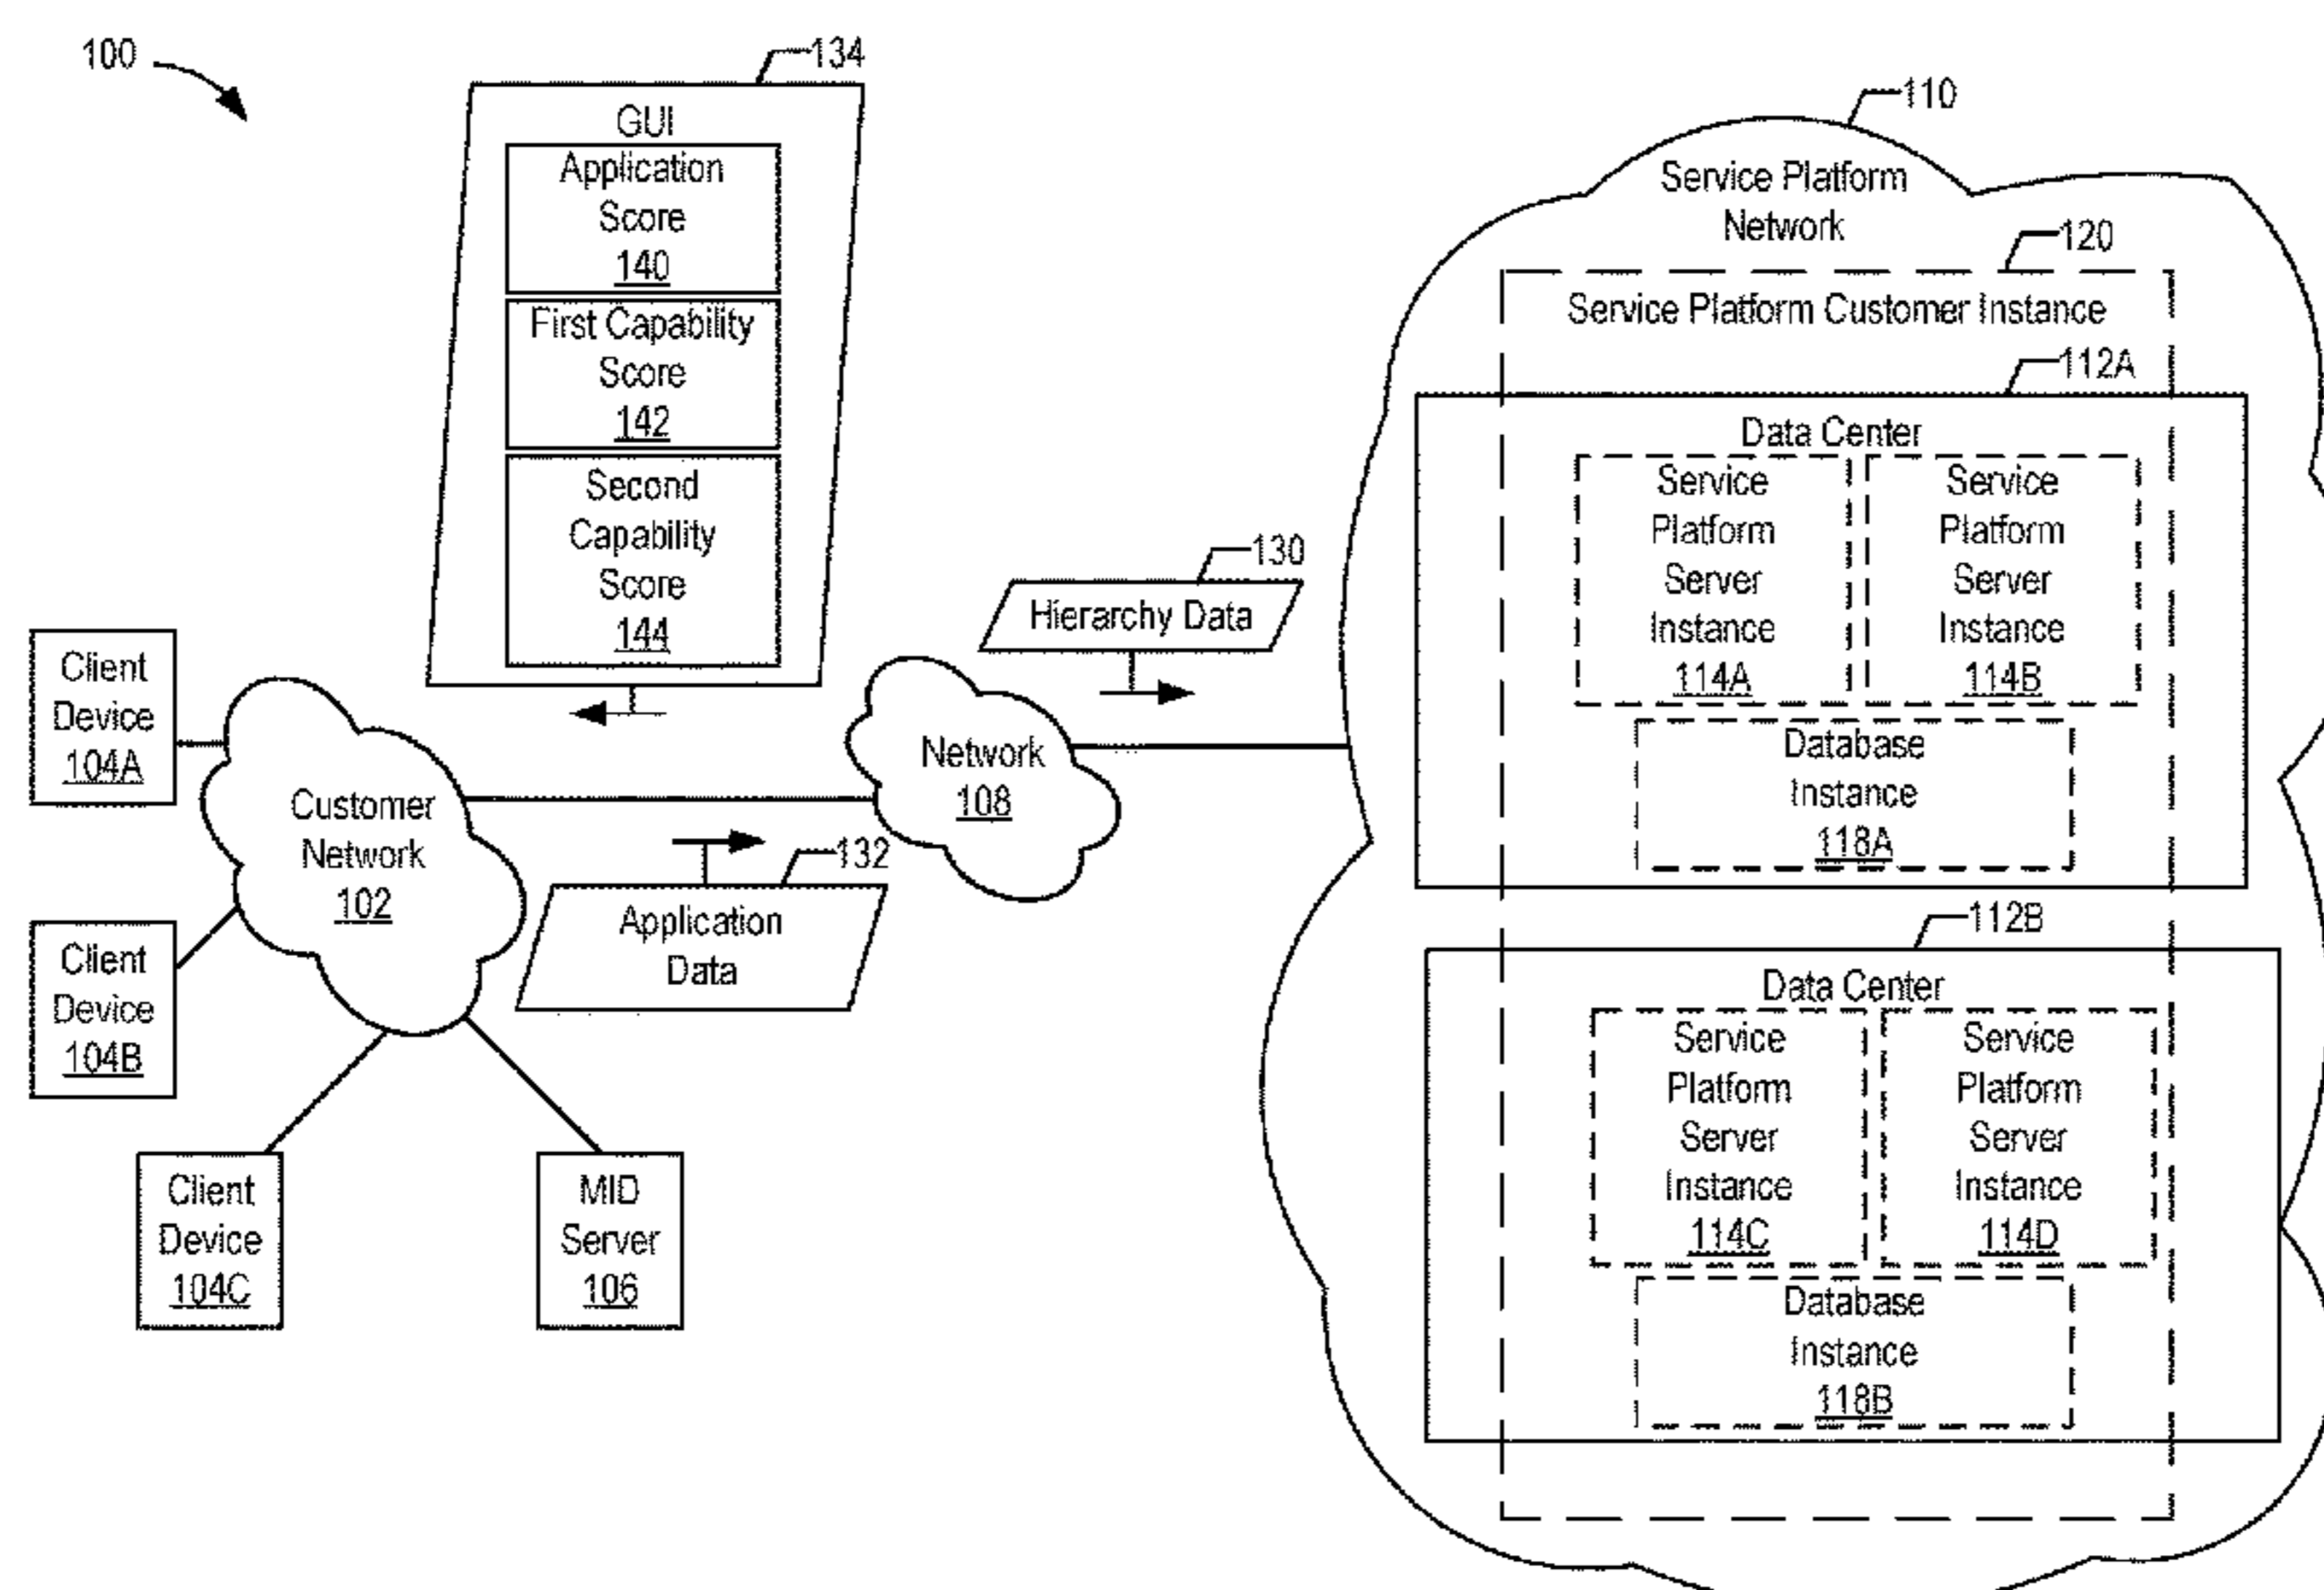 100
134
GUI
Application
Score
140
First Capability
Score
142
Second
Capability
Score
144
110
Service Platform
Network
120
Service Platform Customer Instance
112A
Data Center
Service
Platform
Server
Instance
114A
Service
Platform
Server
Instance
114B
Database
Instance
118A
112B
Data Center
Service
Platform
Server
Instance
114C
Service
Platform
Server
Instance
114D
Database
Instance
118B
130
Hierarchy Data
Network
108
132
Application
Data
Client
Device
104A
Customer
Network
102
Client
Device
104B
Client
Device
104C
MID
Server
106